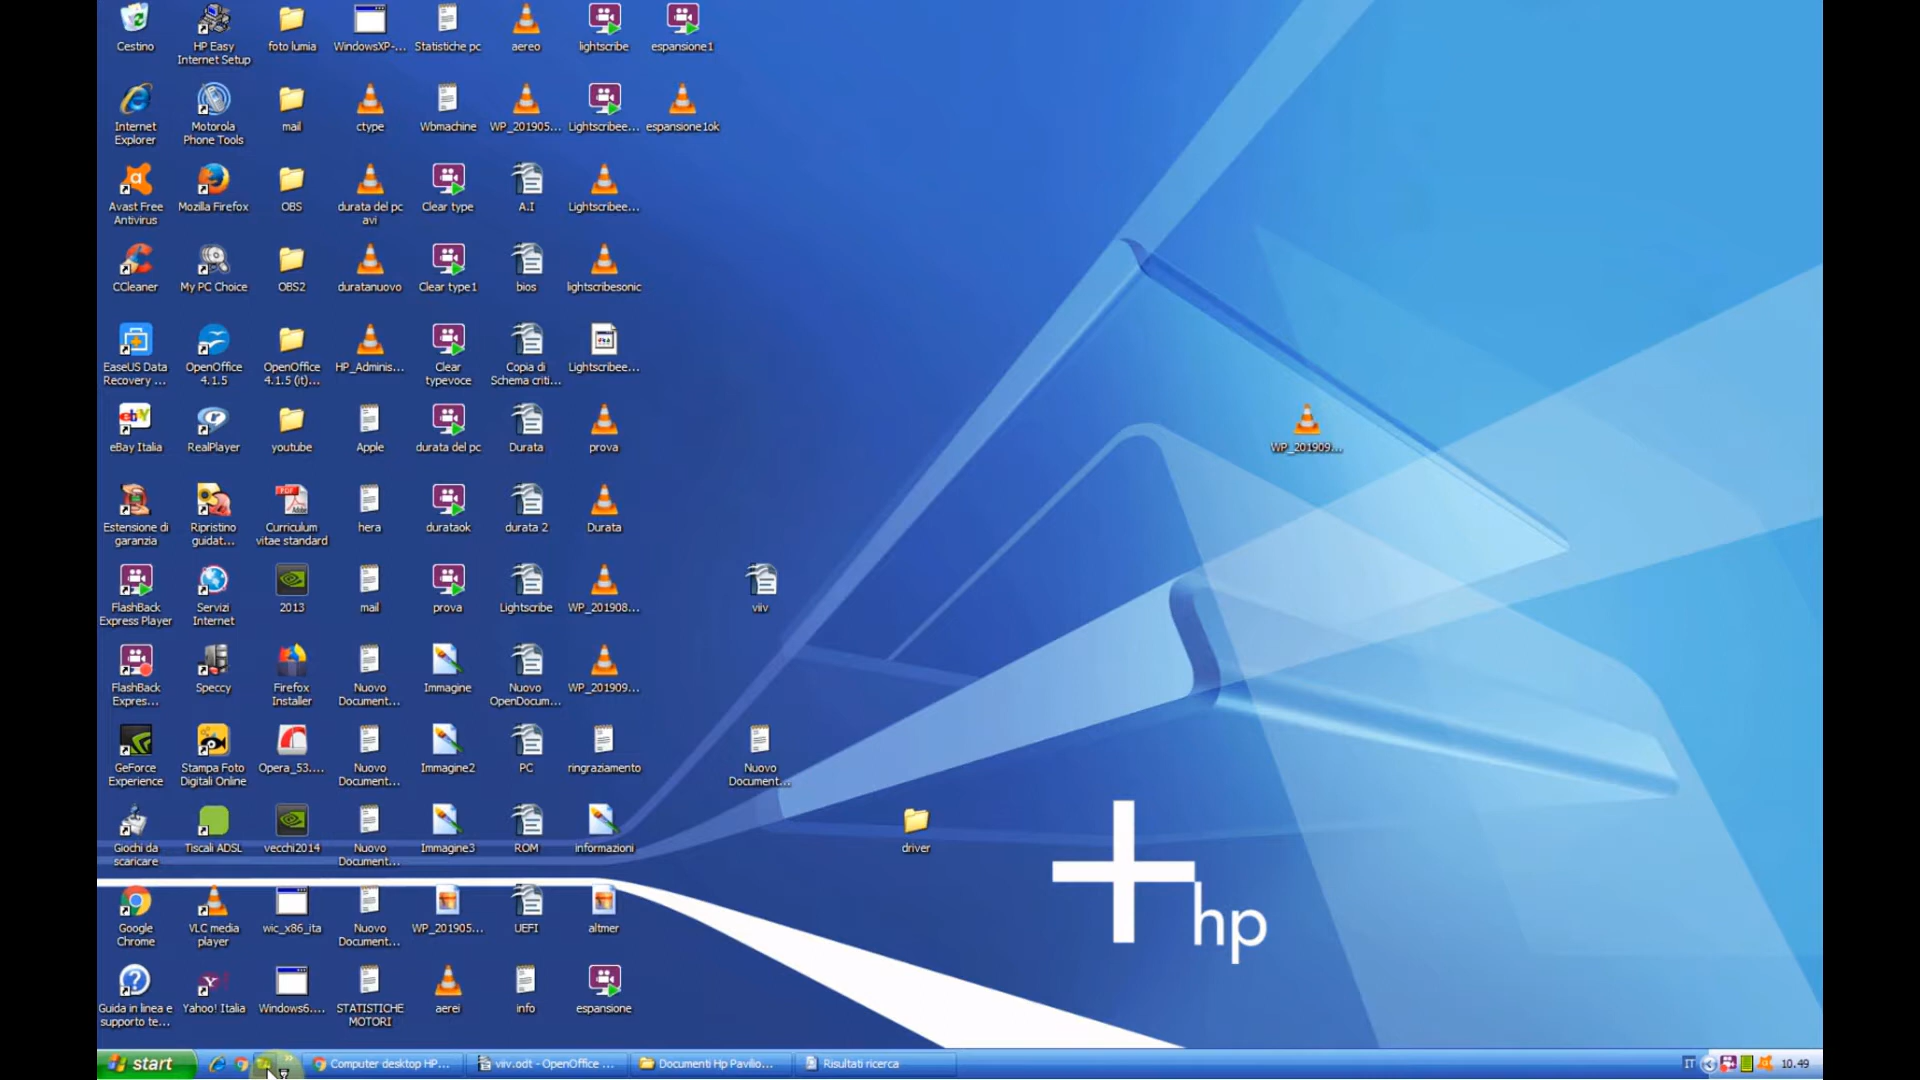 Cestino
HP Easy
Internet Setup
foto lumia
WindowsXP-...
Statistiche pc
aereo
lightscribe
espansione1
Internet
Explorer
Motorola
Phone Tools
mail
ctype
Wbmachine
WP_201905...
Lightscribee...
espansione1ok
Avast Free
Antivirus
Mozilla Firefox
OBS
durata del pc
avi
Clear type
A.I
Lightscribee...
CCleaner
My PC Choice
OBS2
duratanuovo
Clear type1
bios
lightscribesonic
EaseUS Data
Recovery ...
OpenOffice
4.1.5
OpenOffice
4.1.5 (it)...
HP_Adminis...
Clear
typevoce
Copia di
Schema criti...
Lightscribee...
eBay Italia
RealPlayer
youtube
Apple
durata del pc
Durata
prova
WP_201909...
Estensione di
garanzia
Ripristino
guidat...
Curriculum
vitae standard
hera
durataok
durata 2
Durata
FlashBack
Express Player
Servizi
Internet
2013
mail
prova
Lightscribe
WP_201908...
viiv
FlashBack
Expres...
Speccy
Firefox
Installer
Nuovo
Document...
Immagine
Nuovo
OpenDocum...
WP_201909...
GeForce
Experience
Stampa Foto
Digitali Online
Opera_53....
Nuovo
Document...
Immagine2
PC
ringraziamento
Nuovo
Document...
Giochi da
scaricare
Tiscali ADSL
vecchi2014
Nuovo
Document...
Immagine3
ROM
informazioni
driver
Google
Chrome
VLC media
player
wic_x86_ita
Nuovo
Document...
WP_201905...
UEFI
altmer
hp
Guida in linea e
supporto te...
Yahoo! Italia
Windows6....
STATISTICHE
MOTORI
aerei
info
espansione
start
Computer desktop HP...
viiv.odt - OpenOffice ...
Documenti Hp Pavilio...
Risultati ricerca
IT
10.49